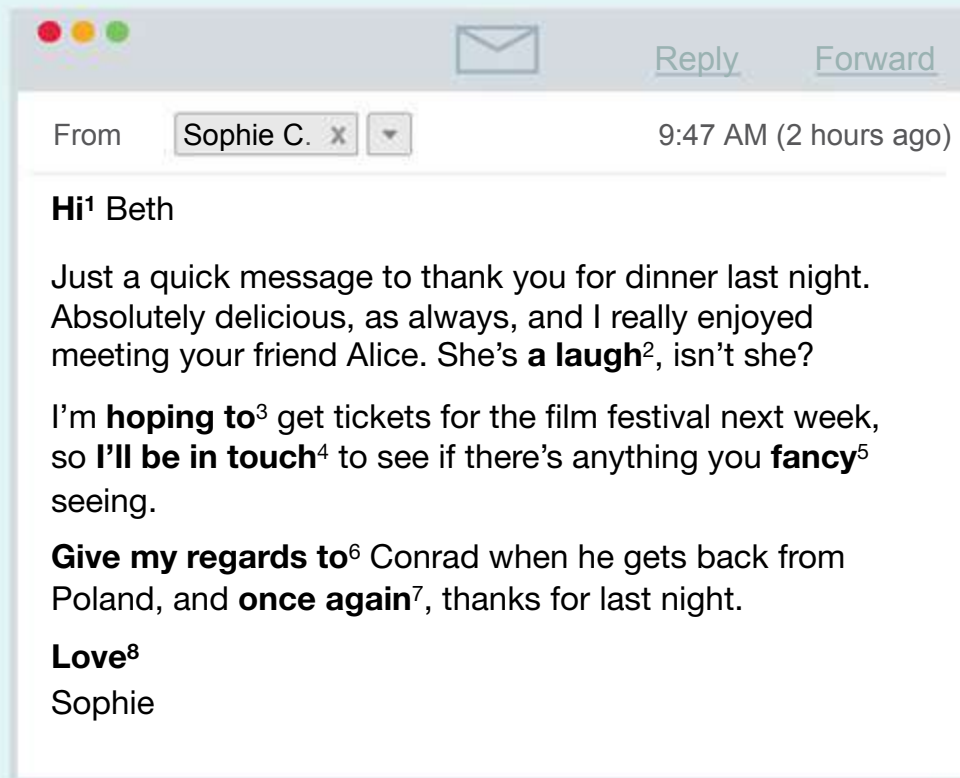 Reply Forward
From Sophie C. x 9:47 AM (2 hours ago)
Hi¹ Beth
Just a quick message to thank you for dinner last night.
Absolutely delicious, as always, and I really enjoyed
meeting your friend Alice. She’s a laugh², isn’t she?
I’m hoping to³ get tickets for the film festival next week,
so I’ll be in touch⁴ to see if there’s anything you fancy⁵
seeing.
Give my regards to⁶ Conrad when he gets back from
Poland, and once again⁷, thanks for last night.
Love⁸
Sophie